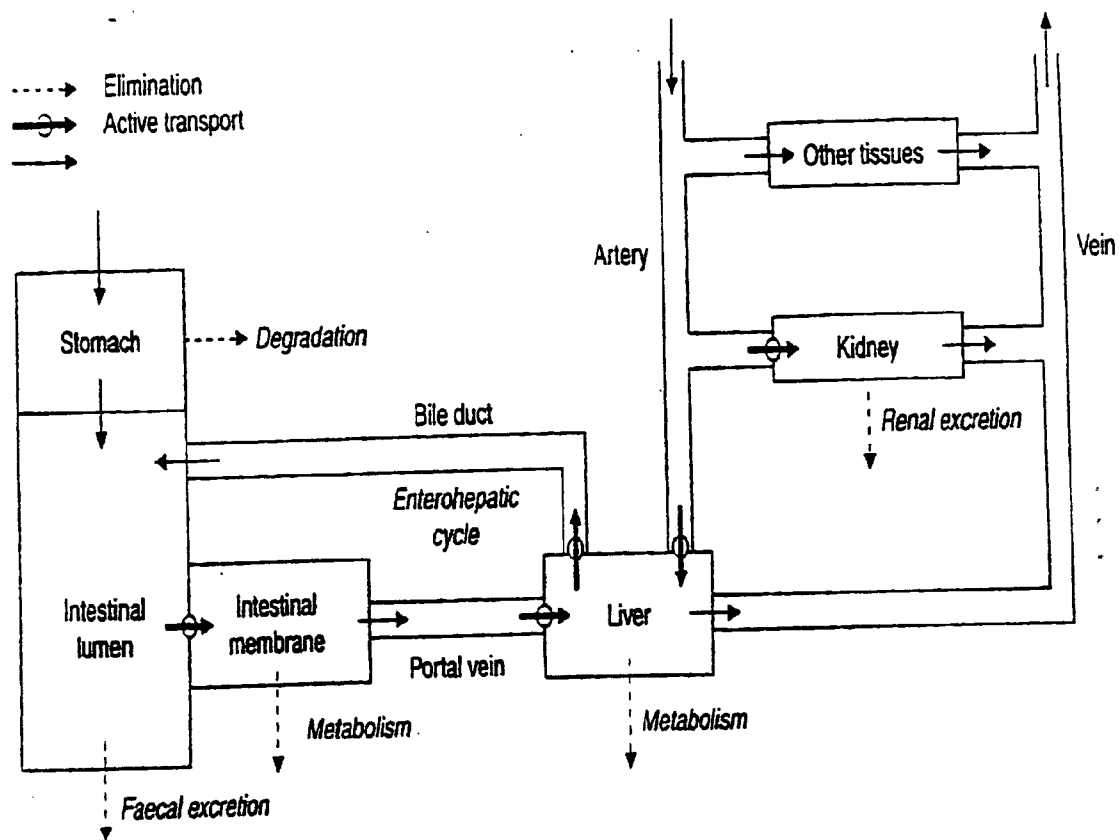 Elimination
Active transport
Other tissues
Artery
Vein
Stomach
Degradation
Kidney
Bile duct
Renal excretion
Enterohepatic
cycle
Intestinal
lumen
Intestinal
membrane
Liver
Portal vein
Metabolism
Metabolism
Faecal excretion